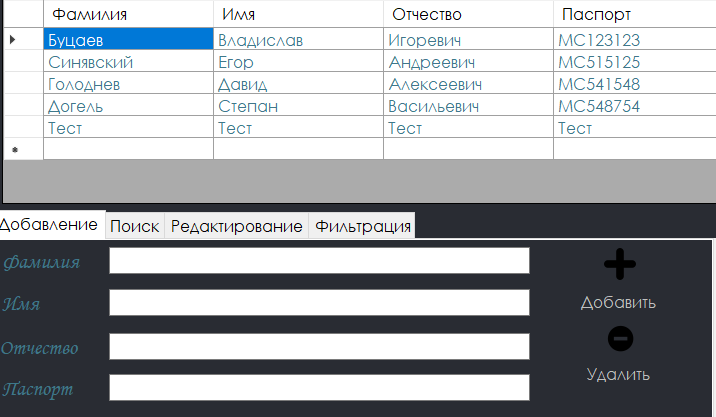 Фамилия Имя Отчество Паспорт
Буцаев Владислав Игоревич МС123123
Синявский Егор Андреевич МС515125
Голоднев Давид Алексеевич МС541548
Догель Степан Васильевич МС548754
Тест Тест Тест Тест
Добавление Поиск Редактирование Фильтрация
Фамилия
Имя
Добавить
Отчество
Удалить
Паспорт